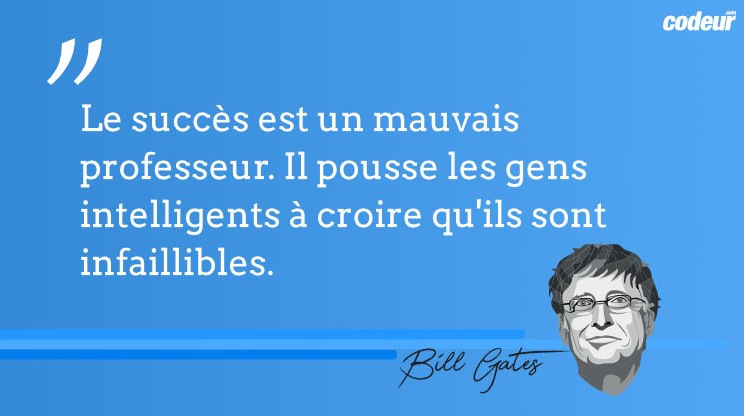 codeur.com
”
Le succès est un mauvais
professeur. Il pousse les gens
intelligents à croire qu'ils sont
infaillibles.
Bill Gates